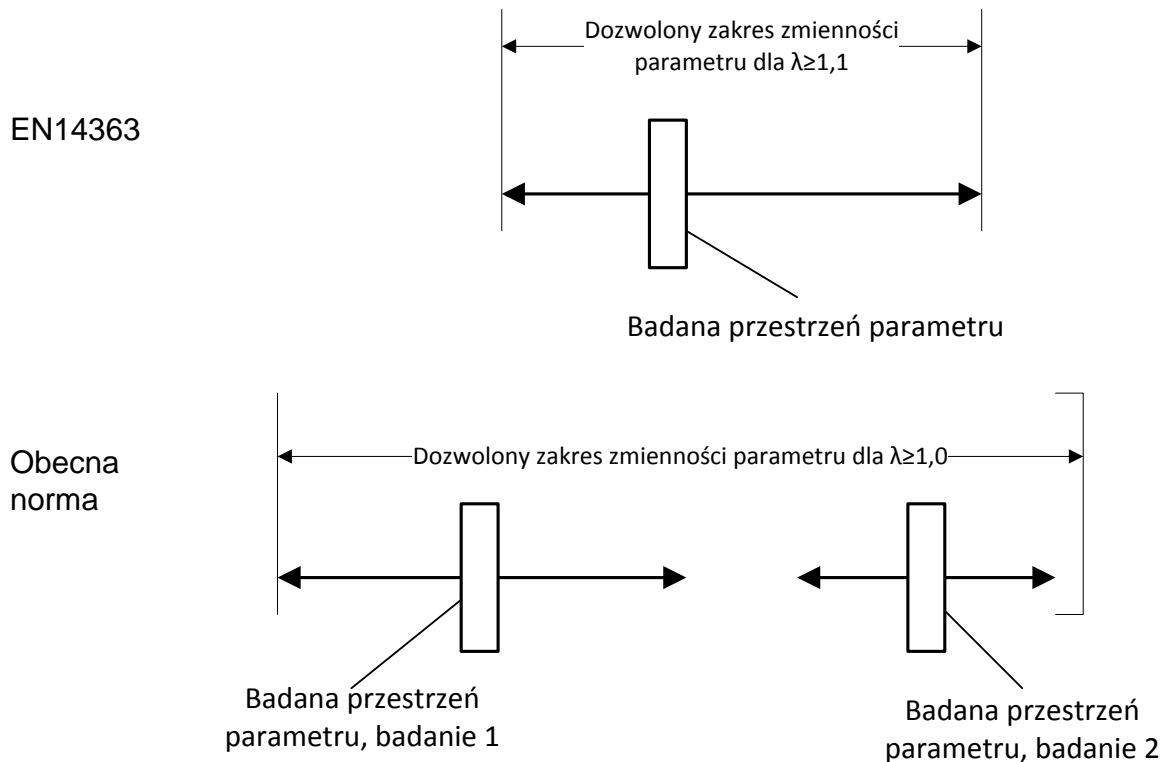 Dozwolony zakres zmienności
parametru dla λ≥1,1
EN14363
Badana przestrzeń parametru
Obecna
norma
Dozwolony zakres zmienności parametru dla λ≥1,0
Badana przestrzeń
parametru, badanie 1
Badana przestrzeń
parametru, badanie 2